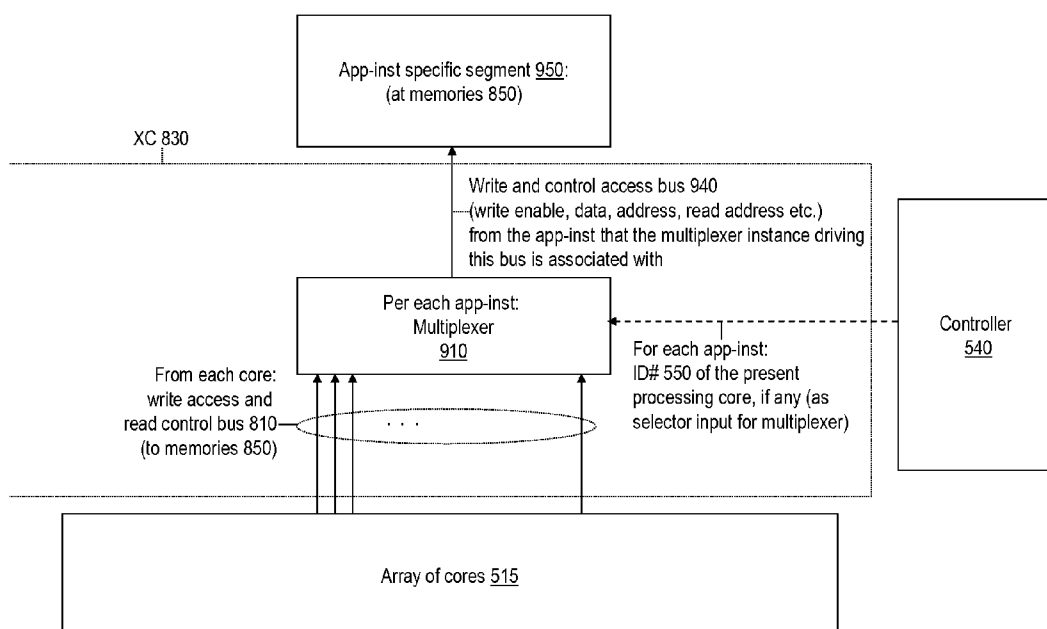 App-inst specific segment 950:
(at memories 850)
XC 830
Write and control access bus 940
(write enable, data, address, read address etc.)
from the app-inst that the multiplexer instance driving
this bus is associated with
Per each app-inst:
Multiplexer
910
Controller
540
For each app-inst:
ID# 550 of the present
processing core, if any (as
selector input for multiplexer)
From each core:
write access and
read control bus 810
(to memories 850)
. . .
Array of cores 515